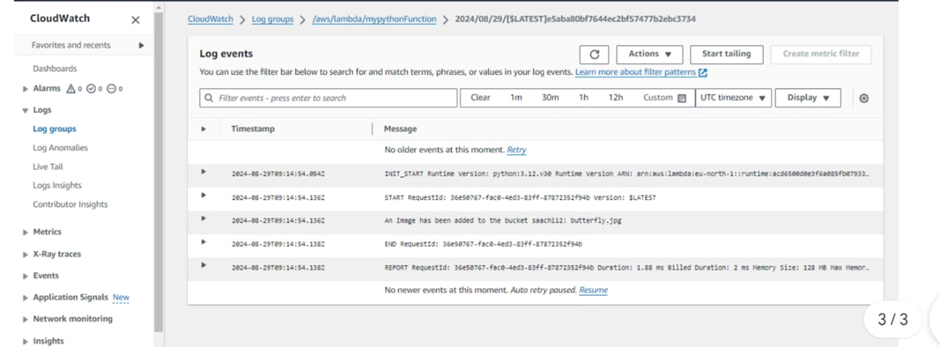 CloudWatch
Favorites and recents
Dashboards
Alarms 0 0 0
Logs
Log groups
Log Anomalies
Live Tail
Logs Insights
Contributor Insights
Metrics
X-Ray traces
Events
Application Signals New
Network monitoring
Insights
CloudWatch > Log groups > /aws/lambda/mypythonFunction > 2024/08/29/[$LATEST]e5aba80bf7644ec2bf57477b2ebc3734
Log events
Actions
Start tailing
Create metric filter
You can use the filter bar below to search for and match terms, phrases, or values in your log events. Learn more about filter patterns
Filter events - press enter to search
Clear 1m 30m 1h 12h Custom UTC timezone Display
Timestamp Message
No older events at this moment. Retry
2024-08-29T09:14:54.054Z INIT_START Runtime Version: python:3.12.v30 Runtime Version ARN: arn:aws:lambda:eu-north-1::runtime:
2024-08-29T09:14:54.136Z START RequestId: 36e50767-fac0-4ed3-83ff-87872352f94b Version: $LATEST
2024-08-29T09:14:54.136Z An Image has been added to the bucket saachi12: butterfly.jpg
2024-08-29T09:14:54.138Z END RequestId: 36e50767-fac0-4ed3-83ff-87872352f94b
2024-08-29T09:14:54.138Z REPORT RequestId: 36e50767-fac0-4ed3-83ff-87872352f94b Duration: 1.88 ms Billed Duration: 2 ms Memory Size: 128 MB Max Memor…
No newer events at this moment. Auto retry paused. Resume
3 / 3